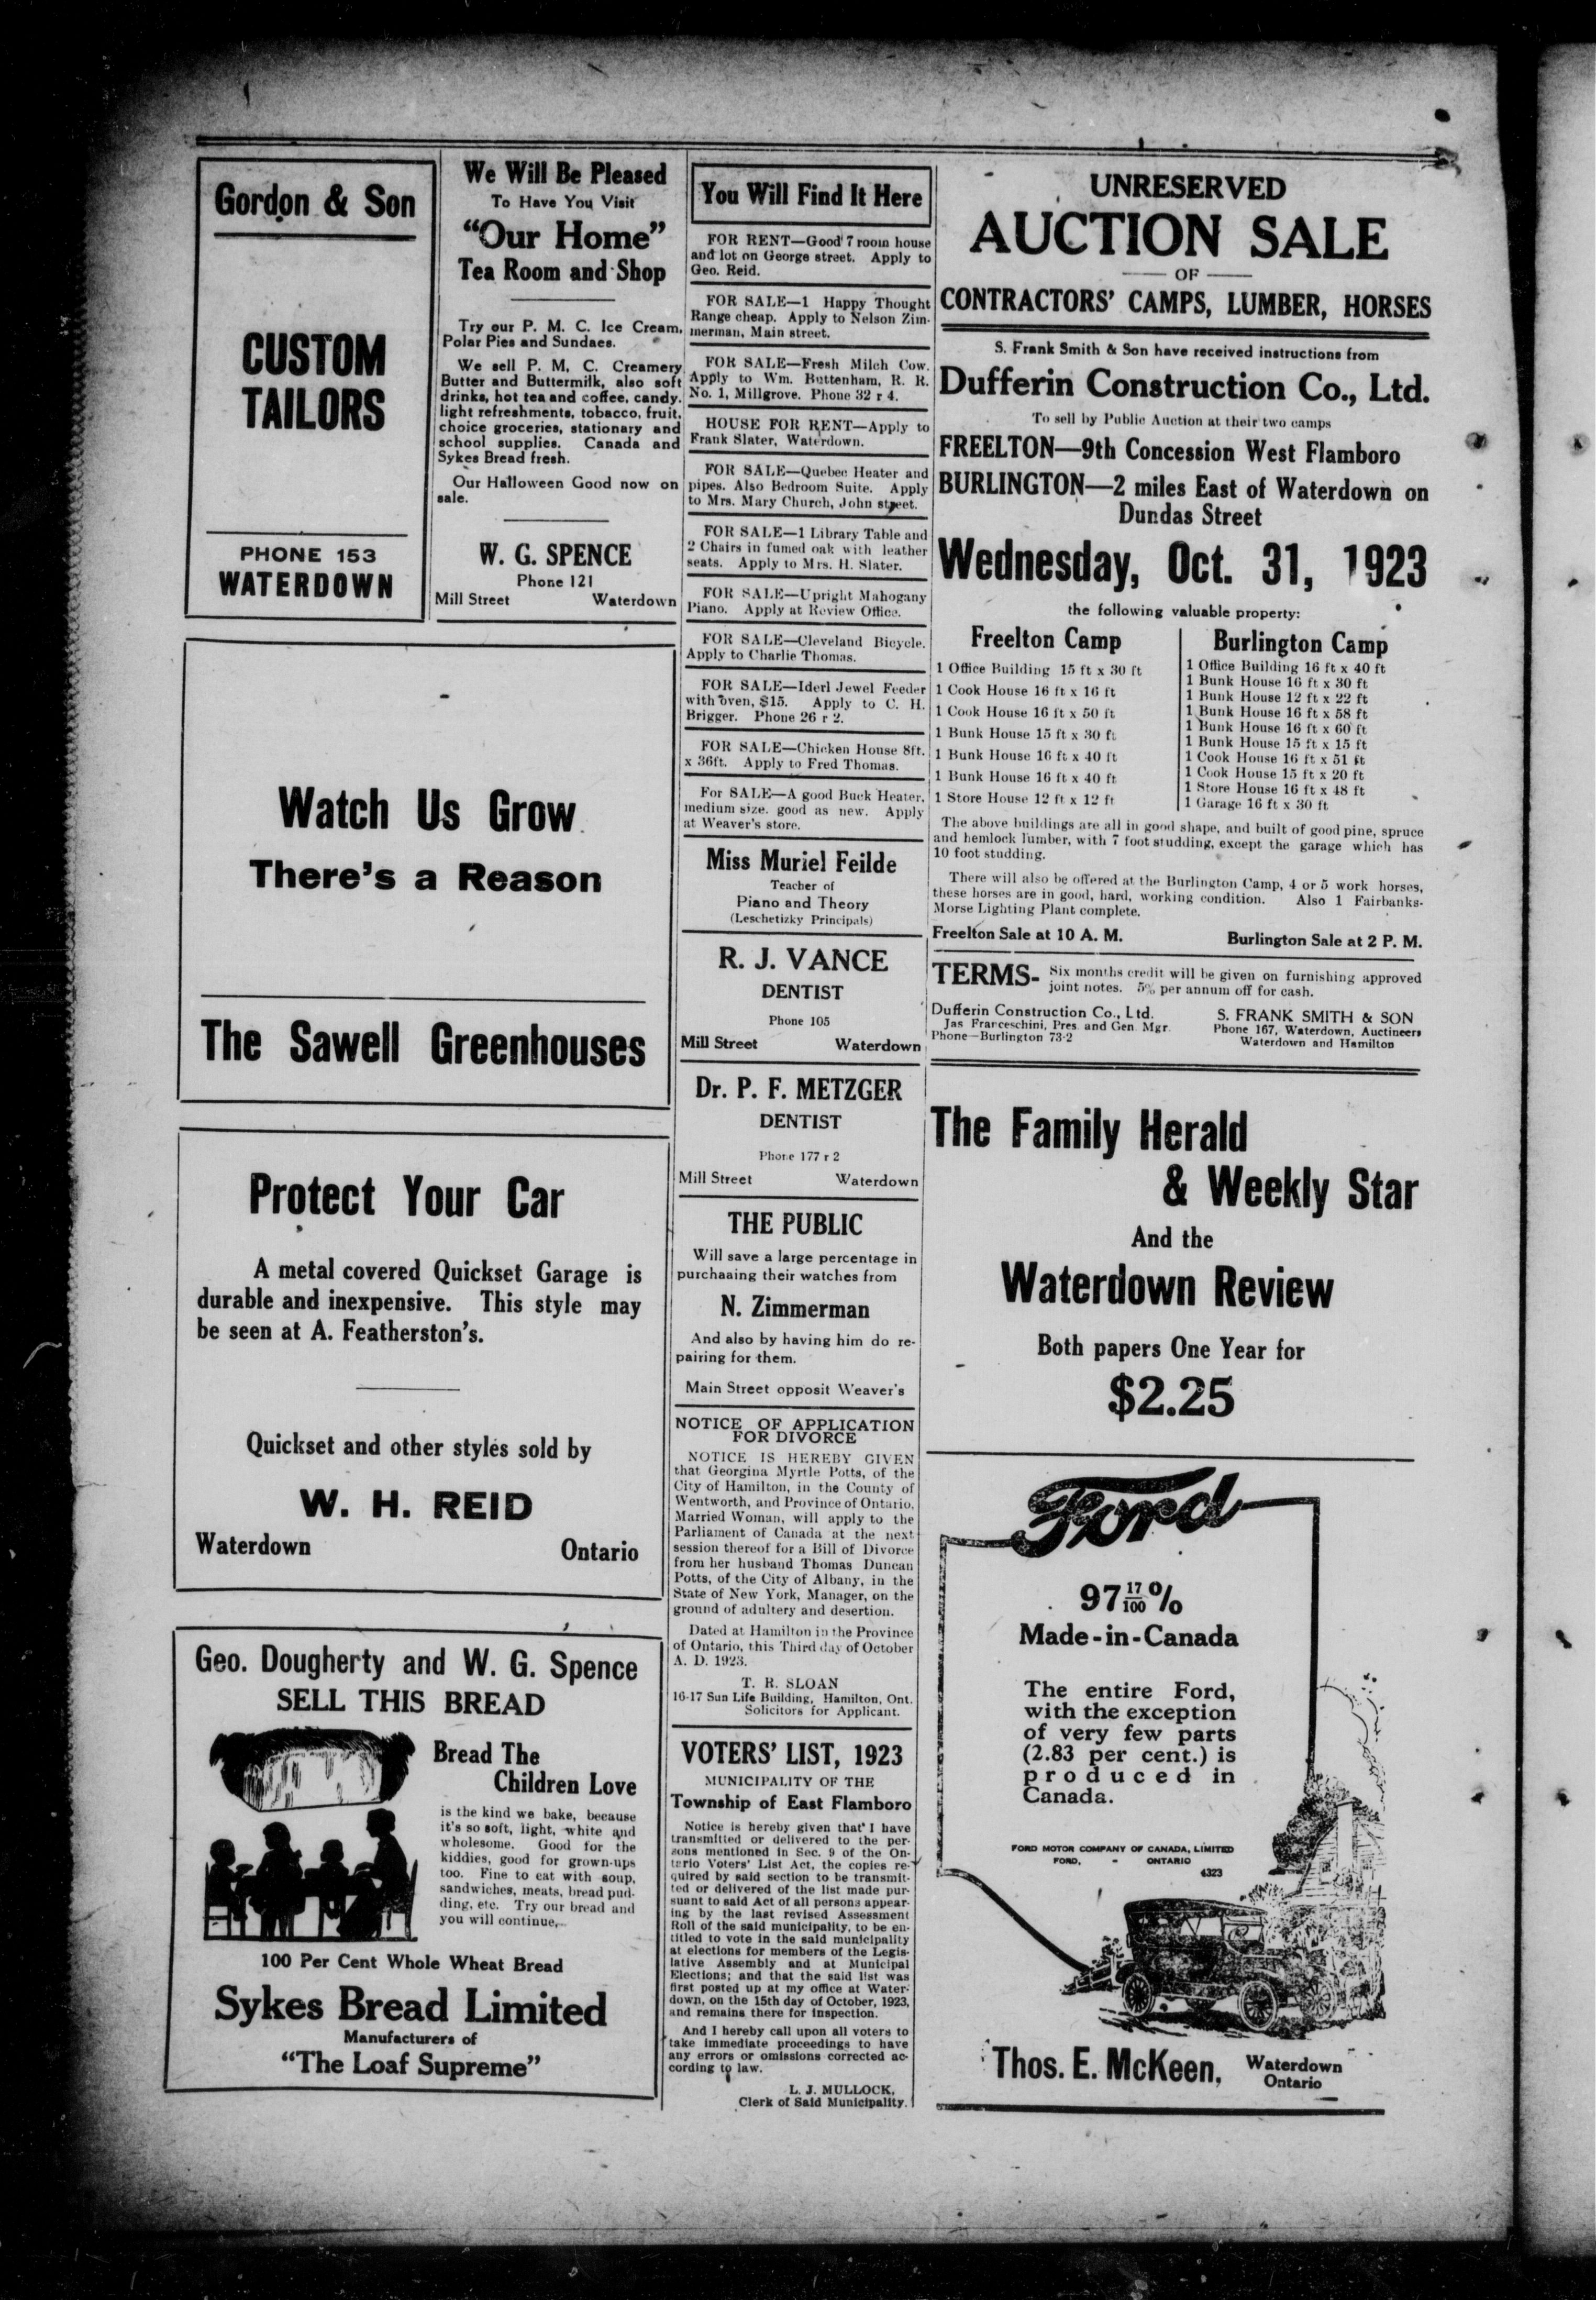 Gordon & Son
CUSTOM
TAILORS
PHONE 153
WATERDOWN
We Will Be Pleased
To Have You Visit
“Our Home”
Tea Room and Shop
Try our P. M. C. Ice Cream,
Polar Pies and Sundaes.
We sell P. M, C. Creamery
Butter and Buttermilk, also soft
drinks, hot tea and coffee, candy.
light refreshments, tobacco, fruit.
choice groceries, stationary and
school supplies. Canada and
Sykes Bread fresh.
Our Halloween Good now on
sale.
W. G. SPENCE
Phone 121
Mill Street Waterdown
Watch Us Grow
There's a Reason
The Sawell Greenhouses
Protect Your Car
A metal covered Quickset Garage is
durable and inexpensive. This style may
be seen at A. Featherston's.
Quickset and other styles sold by
W. H. REID
Waterdown Ontario
Geo. Dougherty and W. G. Spence
SELL THIS BREAD
Bread The
Children Love
is the kind we bake, because
it's so soft, light, white and
wholesome. Good for the
kiddies, good for grown-ups
too. Fine to eat with soup,
sandwiches, meats, bread pud-
ding, etc. Try our bread and
you will continue,
100 Per Cent Whole Wheat Bread
Sykes Bread Limited
Manufacturers of
“The Loaf Supreme”
You Will Find It Here
FOR RENT—Good 7 room house
and lot on George street. Apply to
Geo. Reid.
FOR SALE—1 Happy Thought
Range cheap. Apply to Nelson Zim-
merman, Main street.
FOR SALE—Fresh Milch Cow.
Apply to Wm. Buttenham, R. R.
No. 1, Millgrove. Phone 32 r 4.
HOUSE FOR RENT—Apply to
Frank Slater, Waterdown.
FOR SALE—Quebec Heater and
pipes. Also Bedroom Suite. Apply
to Mrs. Mary Church, John street.
FOR SALE—1 Library Table and
2 Chairs in fumed oak with leather
seats. Apply to Mrs. H. Slater.
FOR SALE—Upright Mahogany
Piano. Apply at Review Office.
FOR SALE—Cleveland Bicycle.
Apply to Charlie Thomas.
FOR SALE—Iderl Jewel Feeder
with oven, $15. Apply to C. H.
Brigger. Phone 26 r 2.
FOR SALE—Chicken House 8ft.
x 36ft. Apply to Fred Thomas.
For SALE—A good Buck Heater,
medium size. good as new. Apply
at Weaver's store.
Miss Muriel Feilde
Teacher of
Piano and Theory
(Leschetizky Principals)
R. J. VANCE
DENTIST
Phone 105
Mill Street Waterdown
Dr. P. F. METZGER
DENTIST
Phone 177 r 2
Mill Street Waterdown
THE PUBLIC
Will save a large percentage in
purchaaing their watches from
N. Zimmerman
And also by having him do re-
pairing for them.
Main Street opposit Weaver's
NOTICE OF APPLICATION
FOR DIVORCE
NOTICE IS HEREBY GIVEN
that Georgina Myrtle Potts, of the
City of Hamilton, in the County of
Wentworth, and Province of Ontario,
Married Woman, will apply to the
Parliament of Canada at the next
session thereof for a Bill of Divorce
from her husband Thomas Duncan
Potts, of the City of Albany, in the
State of New York, Manager, on the
ground of adultery and desertion.
Dated at Hamilton in the Province
of Ontario, this Third day of October
A. D. 1923.
T. R. SLOAN
16-17 Sun Life Building, Hamilton, Ont.
Solicitors for Applicant.
VOTERS' LIST, 1923
MUNICIPALITY OF THE
Township of East Flamboro
Notice is hereby given that I have
transmitted or delivered to the per-
sons mentioned in Sec. 9 of the On-
tario Voters' List Act, the copies re-
quired by said section to be transmit-
ted or delivered of the list made pur-
suant to said Act of all persons appear-
ing by the last revised Assessment
Roll of the said municipality, to be en-
titled to vote in the said municipality
at elections for members of the Legis-
lative Assembly and at Municipal
Elections; and that the said list was
first posted up at my office at Water-
down, on the 15th day of October, 1923,
and remains there for inspection.
And I hereby call upon all voters to
take immediate proceedings to have
any errors or omissions corrected ac-
cording to law.
L. J. MULLOCK,
Clerk of Said Municipality.
UNRESERVED
AUCTION SALE
OF
CONTRACTORS' CAMPS, LUMBER, HORSES
S. Frank Smith & Son have received instructions from
Dufferin Construction Co., Ltd.
To sell by Public Auction at their two camps
FREELTON—9th Concession West Flamboro
BURLINGTON—2 miles East of Waterdown on
Dundas Street
Wednesday, Oct. 31, 1923
the following valuable property:
Freelton Camp
1 Office Building 15 ft x 30 ft
1 Cook House 16 ft x 16 ft
1 Cook House 16 ft x 50 ft
1 Bunk House 15 ft x 30 ft
1 Bunk House 16 ft x 40 ft
1 Bunk House 16 ft x 40 ft
1 Store House 12 ft x 12 ft
Burlington Camp
1 Office Building 16 ft x 40 ft
1 Bunk House 16 ft x 30 ft
1 Bunk House 12 ft x 22 ft
1 Bunk House 16 ft x 58 ft
1 Bunk House 16 ft x 60 ft
1 Bunk House 15 ft x 15 ft
1 Cook House 16 ft x 51 ft
1 Cook House 15 ft x 20 ft
1 Store House 16 ft x 48 ft
1 Garage 16 ft x 30 ft
The above buildings are all in good shape, and built of good pine, spruce
and hemlock lumber, with 7 foot studding, except the garage which has
10 foot studding.
There will also be offered at the Burlington Camp, 4 or 5 work horses,
these horses are in good, hard, working condition. Also 1 Fairbanks-
Morse Lighting Plant complete.
Freelton Sale at 10 A. M. Burlington Sale at 2 P. M.
TERMS- Six months credit will be given on furnishing approved
joint notes. 5% per annum off for cash.
Dufferin Construction Co., Ltd.
Jas Franceschini, Pres. and Gen. Mgr.
Phone—Burlington 73-2
S. FRANK SMITH & SON
Phone 167, Waterdown, Auctineers
Waterdown and Hamilton
The Family Herald
& Weekly Star
And the
Waterdown Review
Both papers One Year for
$2.25
Ford
97 17/100 %
Made-in-Canada
The entire Ford,
with the exception
of very few parts
(2.83 per cent.) is
produced in
Canada.
FORD MOTOR COMPANY OF CANADA, LIMITED
FORD, - ONTARIO
4323
Thos. E. McKeen, Waterdown
Ontario